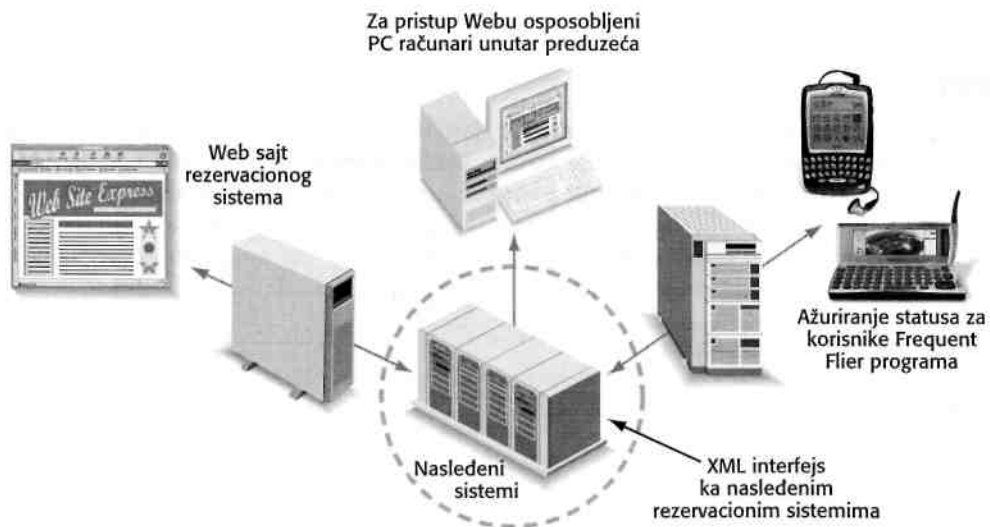 Za pristup Webu osposobljeni
PC računari unutar preduzeća
Web sajt
rezervacionog
sistema
Web Site Express
Ažuriranje statusa za
korisnike Frequent
Flier programa
Nasleđeni
sistemi
XML interfejs
ka nasleđenim
rezervacionim sistemima